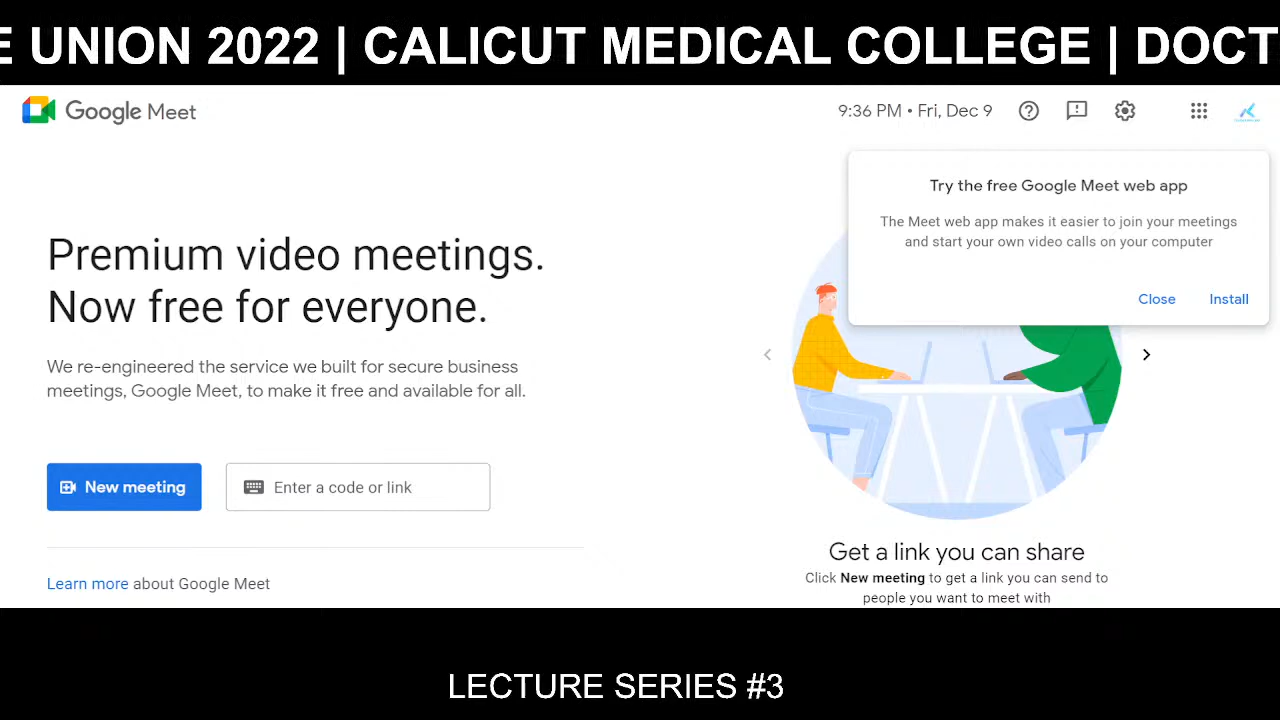 E UNION 2022 | CALICUT MEDICAL COLLEGE | DOCT
Google Meet
9:36 PM • Fri, Dec 9
Try the free Google Meet web app
The Meet web app makes it easier to join your meetings
and start your own video calls on your computer
Close Install
Premium video meetings.
Now free for everyone.
We re-engineered the service we built for secure business
meetings, Google Meet, to make it free and available for all.
New meeting
Enter a code or link
Learn more about Google Meet
Get a link you can share
Click New meeting to get a link you can send to
people you want to meet with
LECTURE SERIES #3